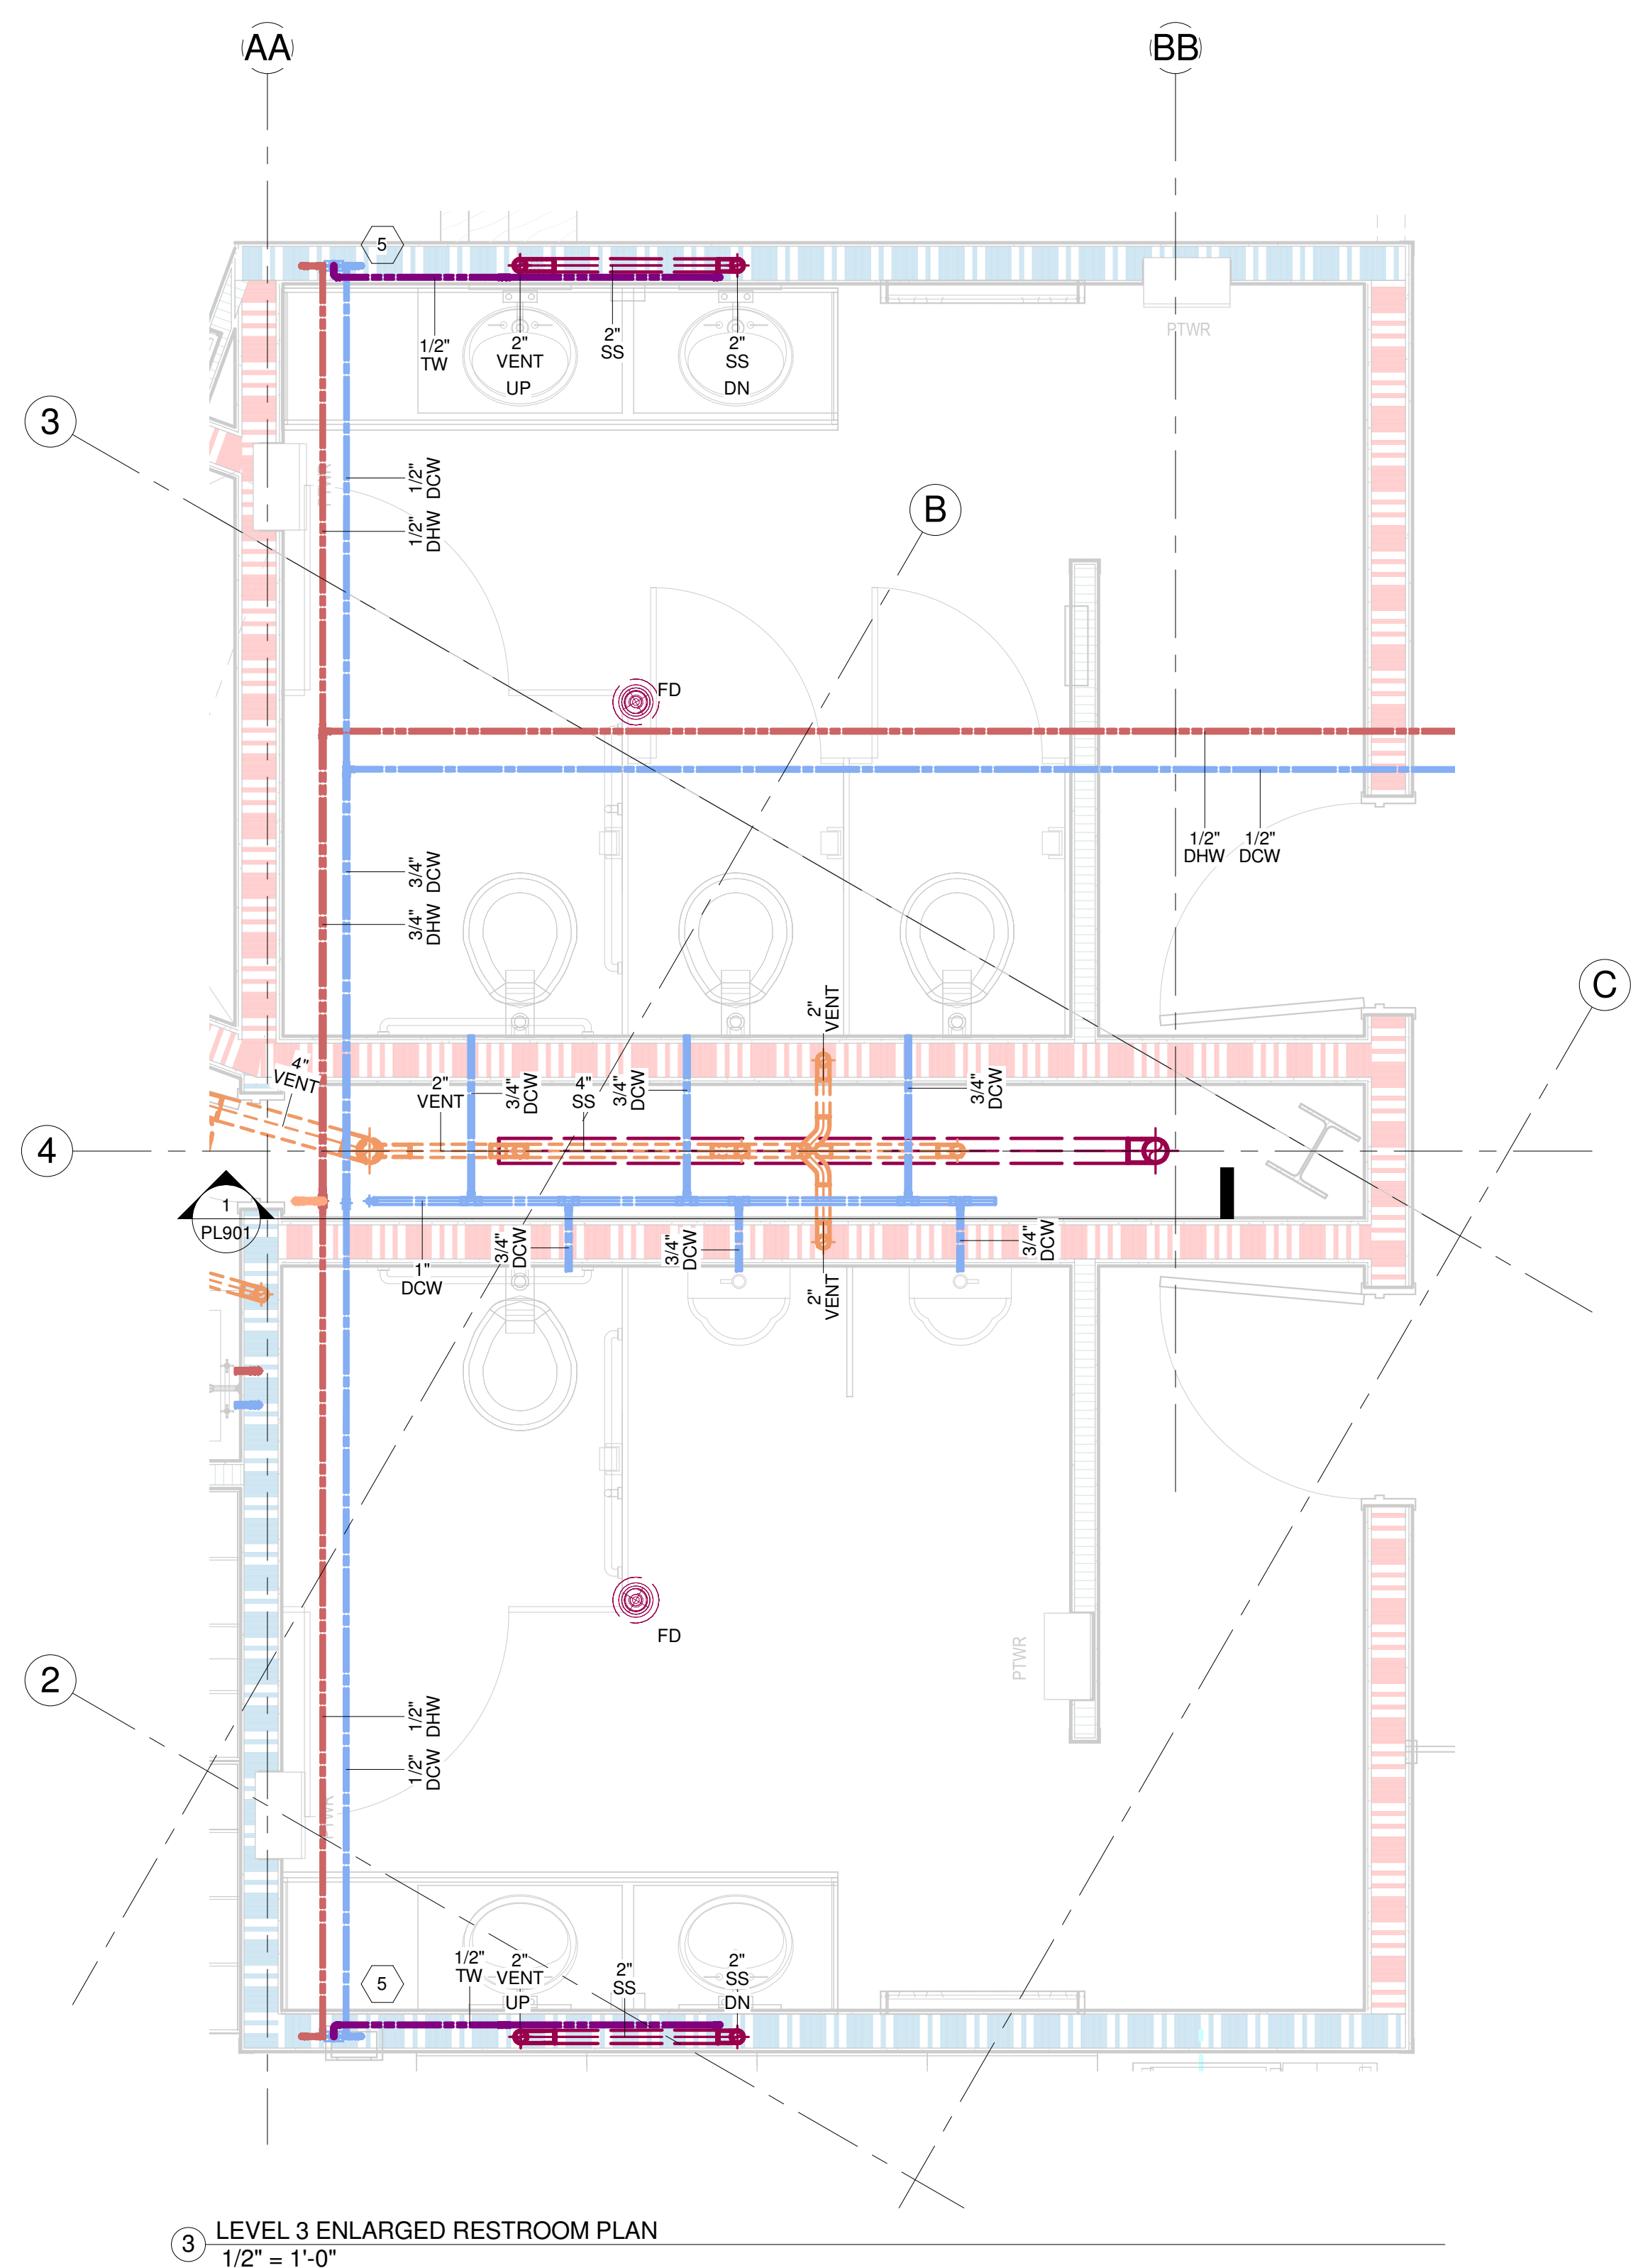 AA
BB
5
PTWR
1/2"
TW
2"
VENT
UP
2"
SS
2"
SS
DN
3
PTWR
1/2"
DCW
1/2"
DHW
B
FD
1/2"
DHW
1/2"
DCW
3/4"
DCW
3/4"
DHW
C
2"
VENT
4"
VENT
2"
VENT
3/4"
DCW
4"
SS
3/4"
DCW
3/4"
DCW
4
1
PL901
1"
DCW
3/4"
DCW
3/4"
DCW
2"
VENT
3/4"
DCW
FD
PTWR
2
1/2"
DHW
1/2"
DCW
PTWR
5
1/2"
TW
2"
VENT
UP
2"
SS
2"
SS
DN
3
LEVEL 3 ENLARGED RESTROOM PLAN
1/2" = 1'-0"